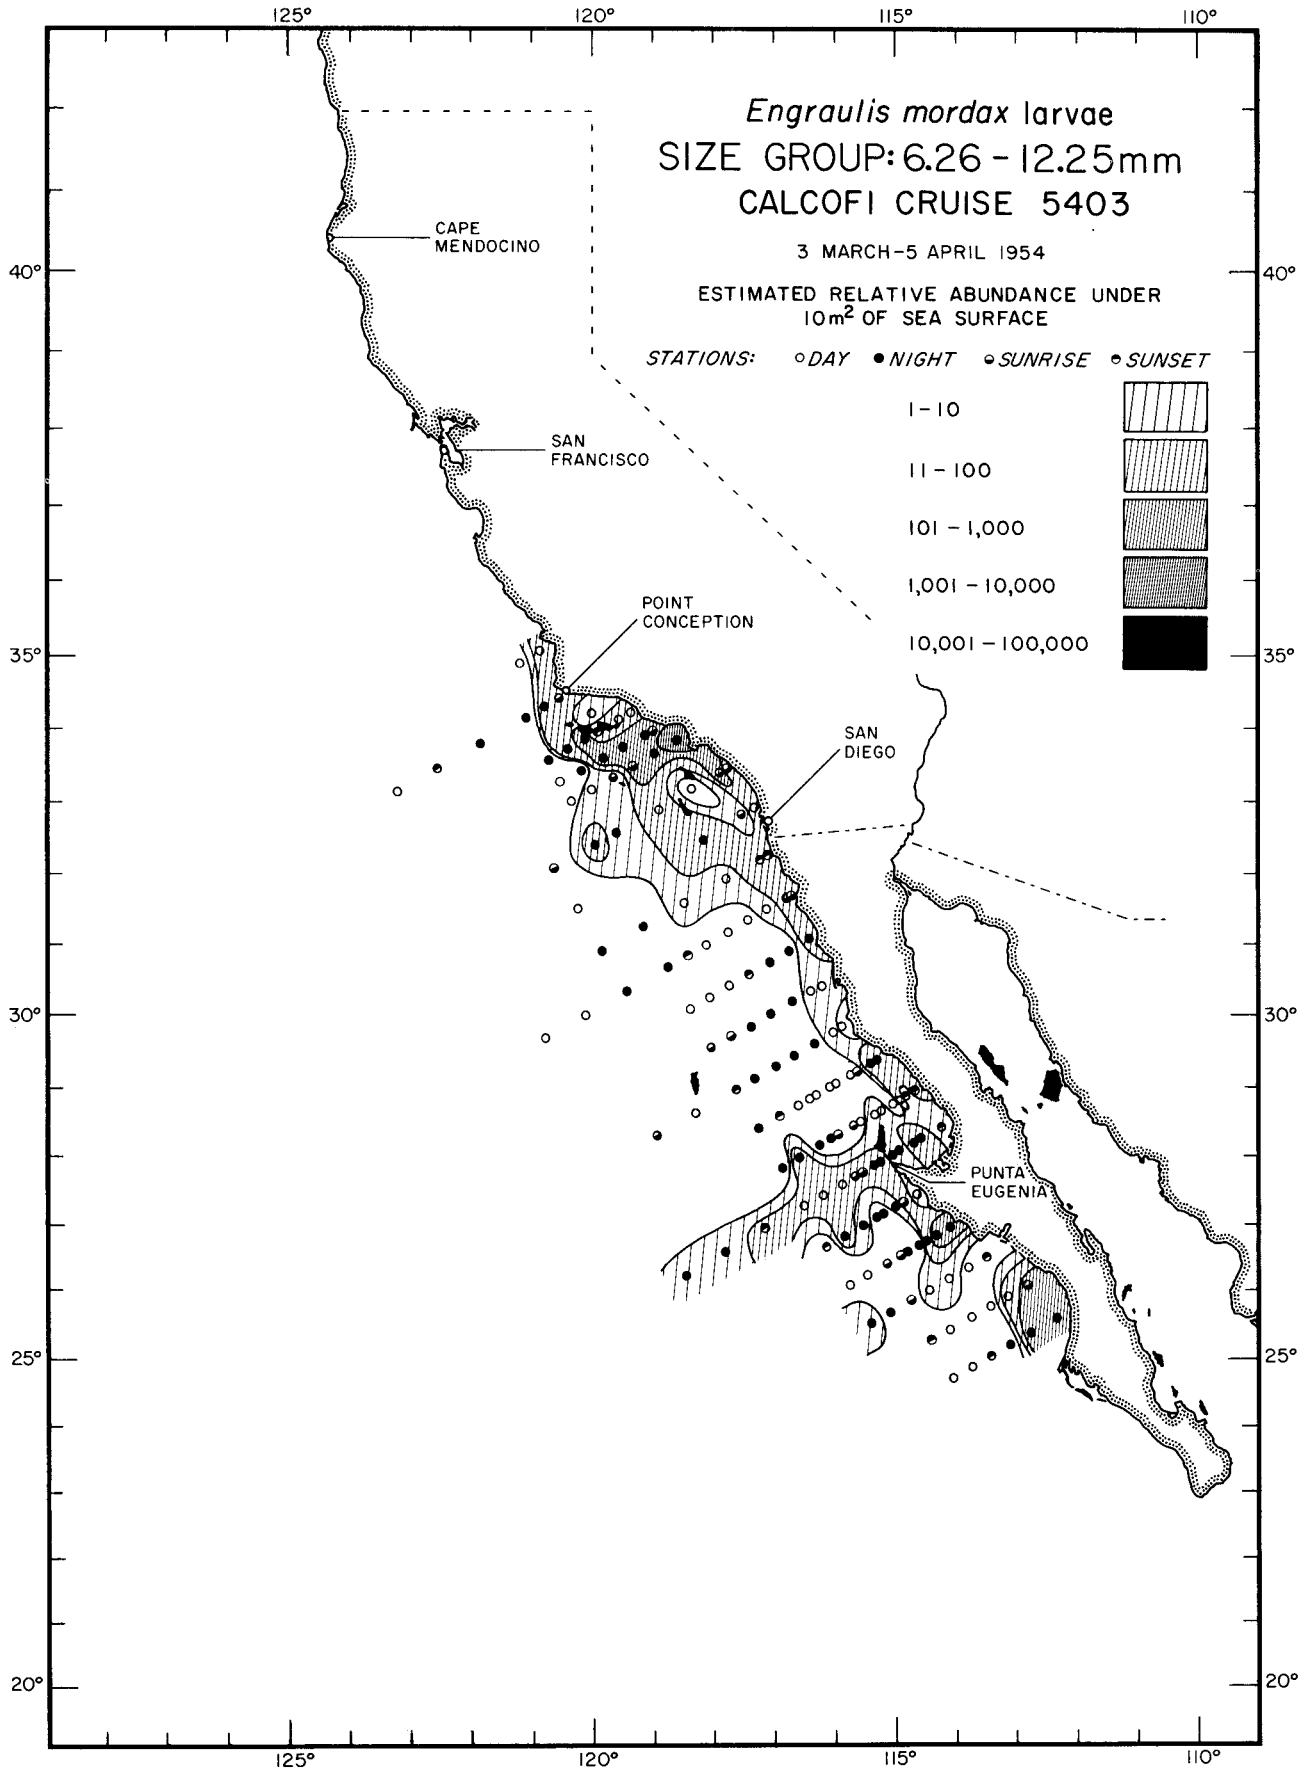 125° 120° 115° 110°
Engraulis mordax larvae
SIZE GROUP: 6.26 - 12.25mm
CALCOFI CRUISE 5403
3 MARCH-5 APRIL 1954
ESTIMATED RELATIVE ABUNDANCE UNDER
10m² OF SEA SURFACE
STATIONS: DAY NIGHT SUNRISE SUNSET
1-10
11-100
101-1,000
1,001-10,000
10,001-100,000
CAPE
MENDOCINO
40° 40°
SAN
FRANCISCO
POINT
CONCEPTION
35° 35°
SAN
DIEGO
30° 30°
PUNTA
EUGENIA
25° 25°
20° 20°
125° 120° 115° 110°